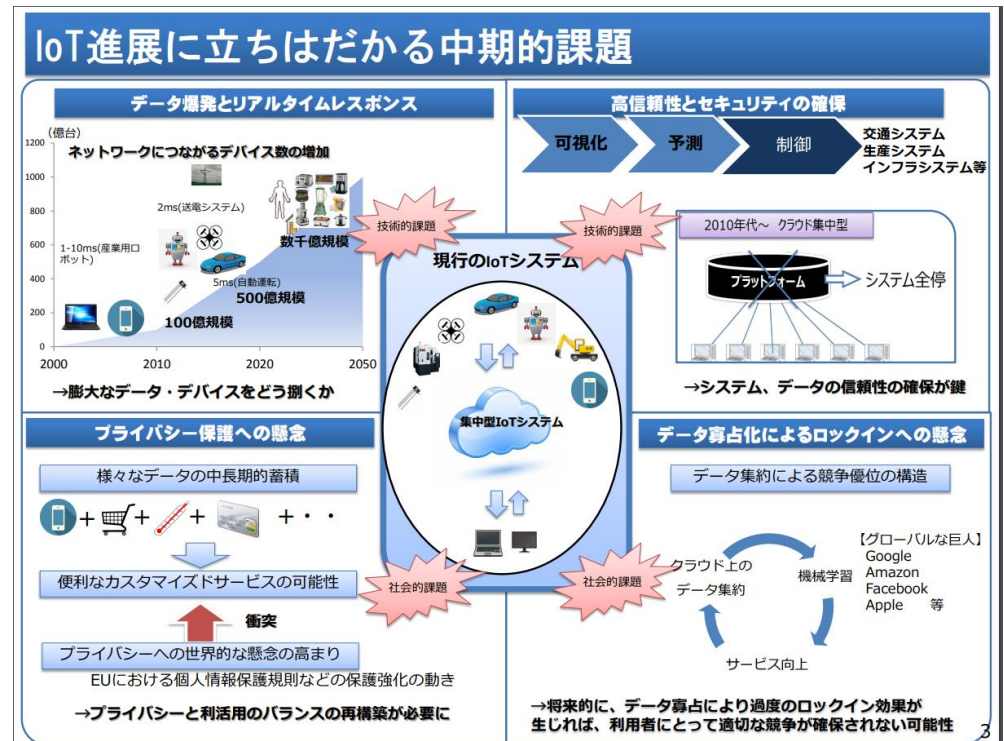 IoT進展に立ちはだかる中期的課題
データ爆発とリアルタイムレスポンス
(億台)
ネットワークにつながるデバイス数の増加
1200
1000
800
600
400
200
0
2000
2010
2020
2050
2ms(送電システム)
1-10ms(産業用ロ
ボット)
5ms(自動運転)
100億規模
500億規模
数千億規模
→膨大なデータ・デバイスをどう捌くか
技術的課題
高信頼性とセキュリティの確保
可視化
予測
制御
交通システム
生産システム
インフラシステム等
技術的課題
2010年代～ クラウド集中型
プラットフォーム
システム全停
→システム、データの信頼性の確保が鍵
現行のIoTシステム
集中型IoTシステム
プライバシー保護への懸念
様々なデータの中長期的蓄積
+
+
+
+・・
便利なカスタマイズドサービスの可能性
衝突
プライバシーへの世界的な懸念の高まり
EUにおける個人情報保護規則などの保護強化の動き
→プライバシーと利活用のバランスの再構築が必要に
社会的課題
データ寡占化によるロックインへの懸念
データ集約による競争優位の構造
社会的課題
クラウド上の
データ集約
機械学習
サービス向上
【グローバルな巨人】
Google
Amazon
Facebook
Apple 等
→将来的に、データ寡占により過度のロックイン効果が
生じれば、利用者にとって適切な競争が確保されない可能性
3